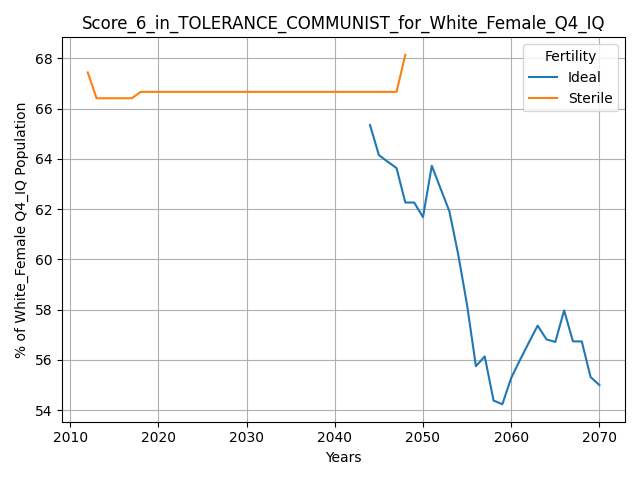 Score_6_in_TOLERANCE_COMMUNIST_for_White_Female_Q4_IQ
Fertility
Ideal
Sterile
% of White_Female Q4_IQ Population
68
66
64
62
60
58
56
54
2010
2020
2030
2040
2050
2060
2070
Years